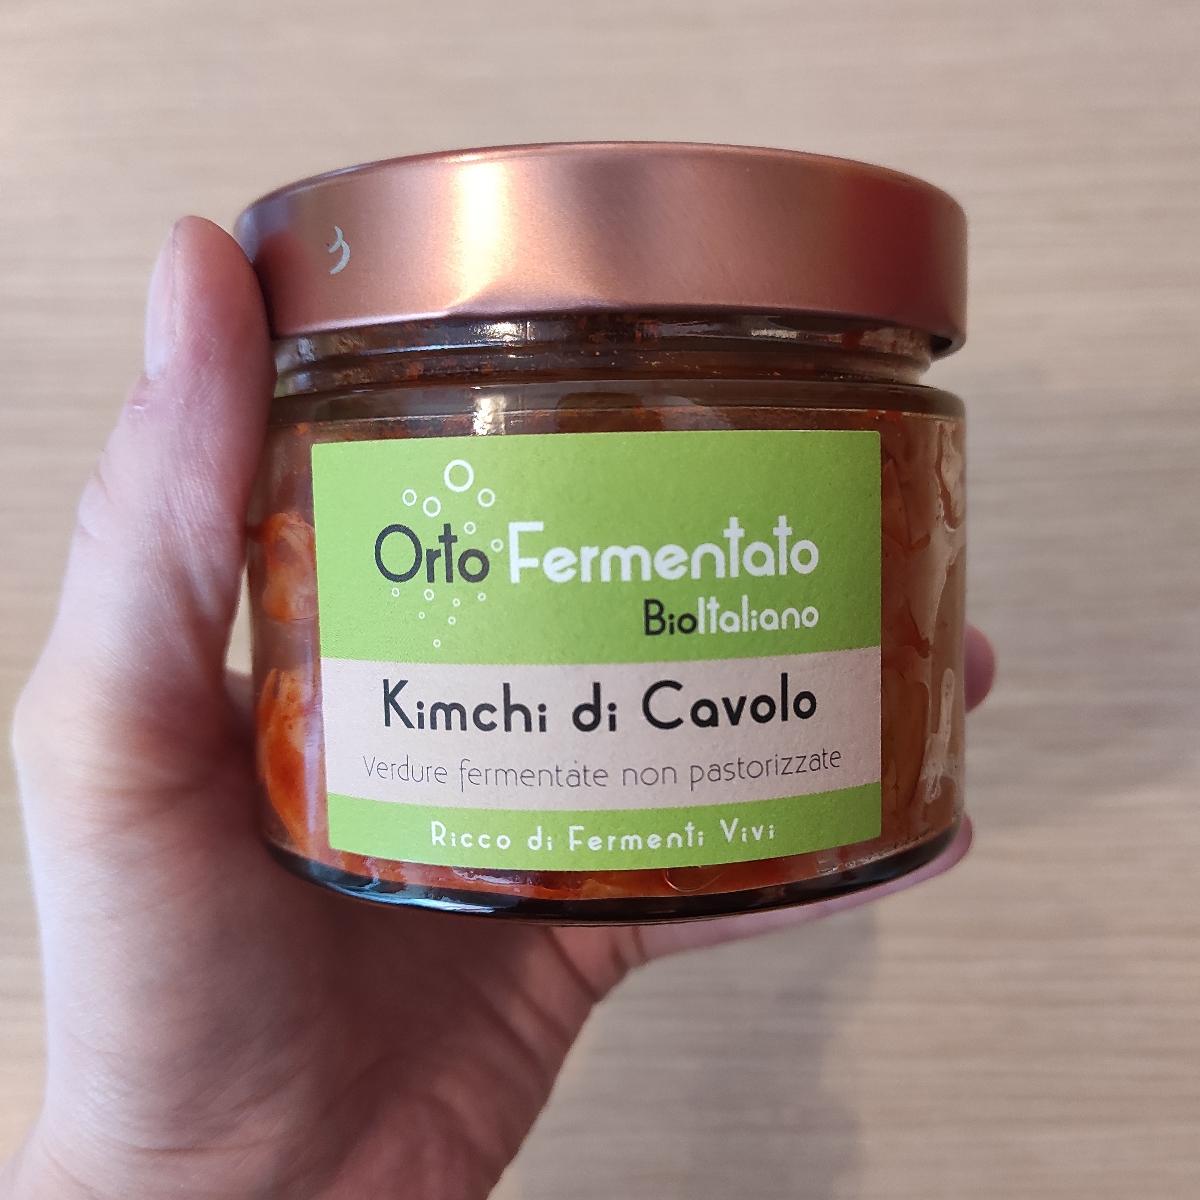 Orto Fermentato
BioItaliano
Kimchi di Cavolo
Verdure fermentate non pastorizzate
Ricco di Fermenti Vivi